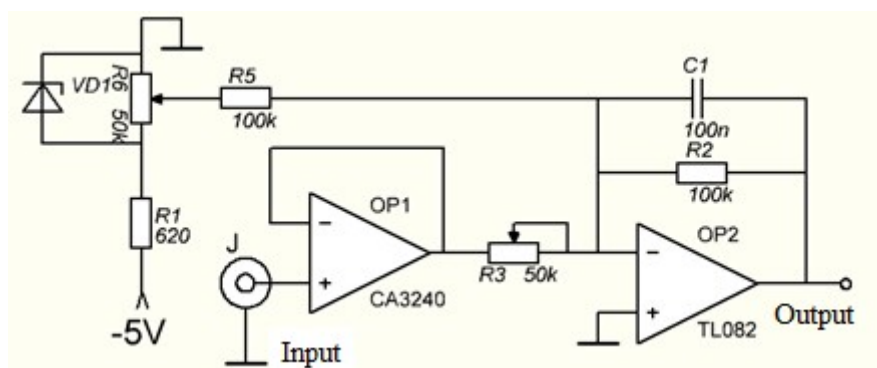 VD1
R6
50k
R5
100k
C1
100n
R2
100k
R1
620
-5V
J
Input
−
+
OP1
CA3240
R3 50k
−
+
OP2
TL082
Output